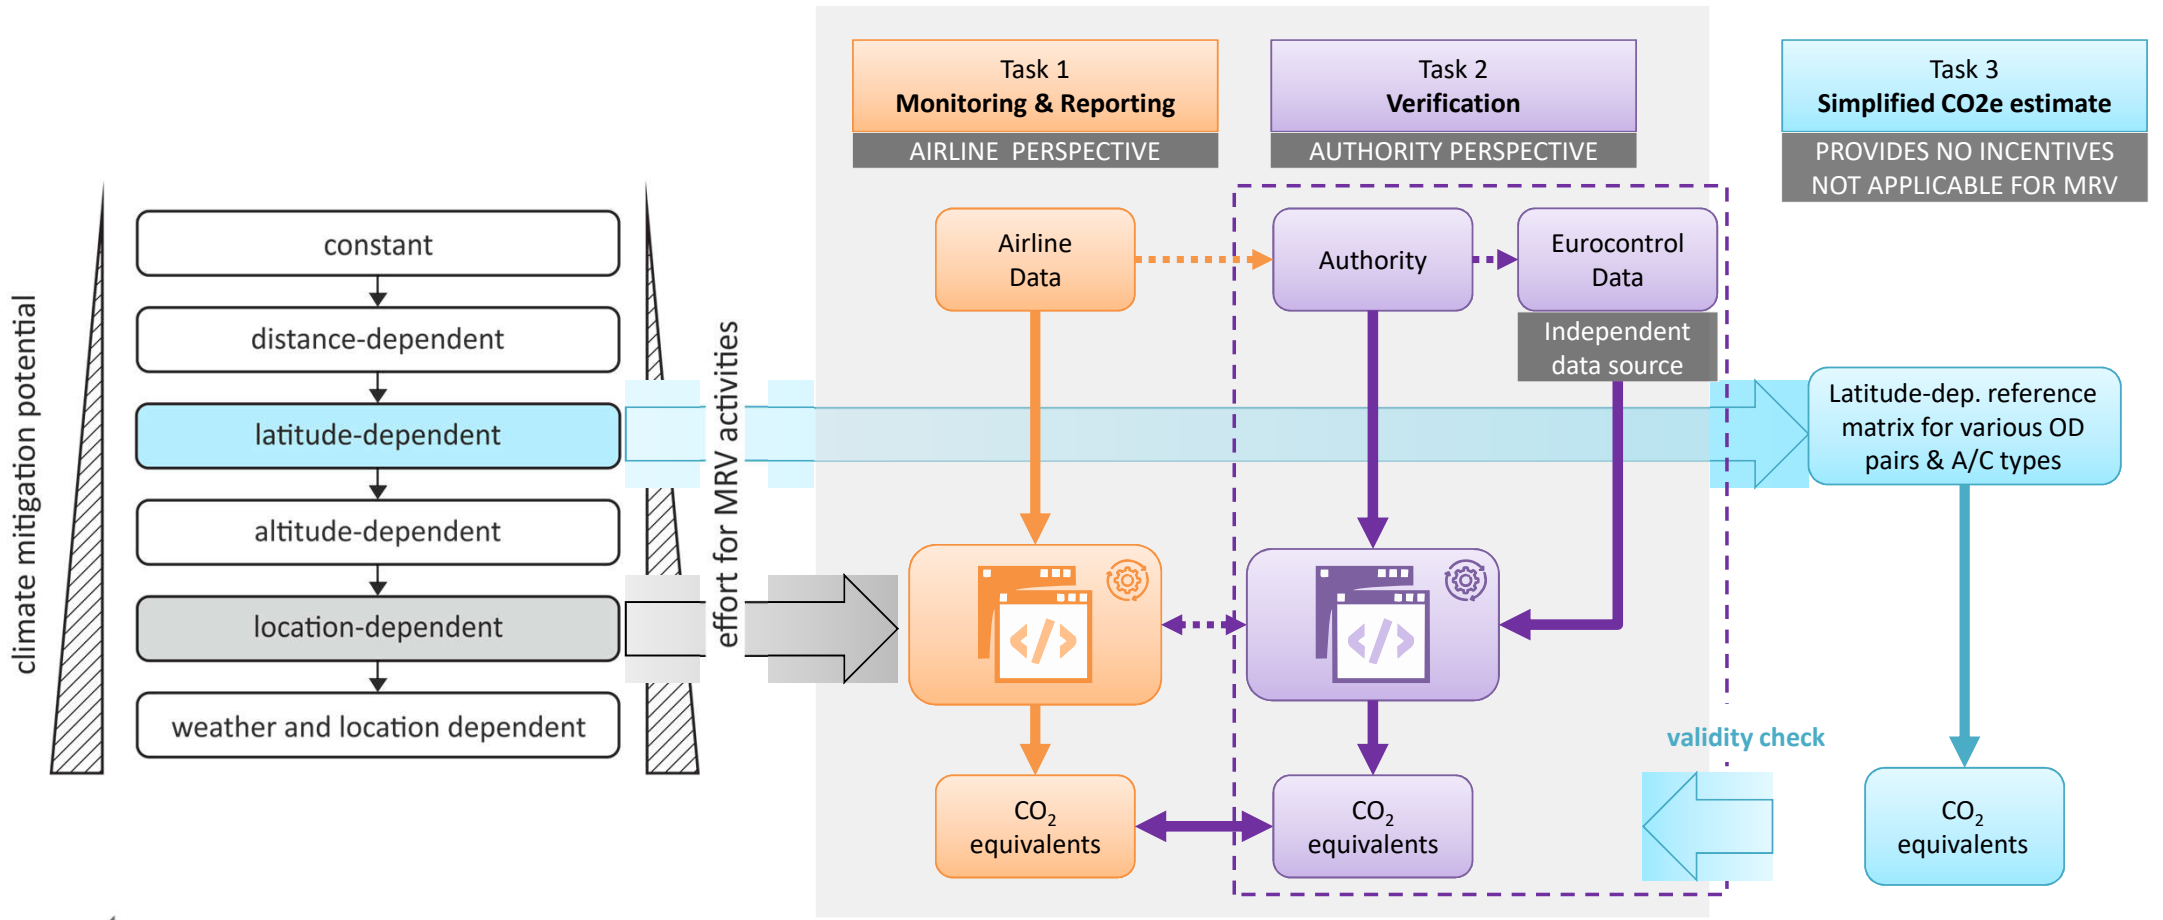 climate mitigation potential
constant
distance-dependent
latitude-dependent
altitude-dependent
location-dependent
weather and location dependent
effort for MRV activities
Task 1
Monitoring & Reporting
AIRLINE PERSPECTIVE
Airline
Data
CO₂
equivalents
Task 2
Verification
AUTHORITY PERSPECTIVE
Authority
Eurocontrol
Data
Independent
data source
</>
</>
CO₂
equivalents
Task 3
Simplified CO2e estimate
PROVIDES NO INCENTIVES
NOT APPLICABLE FOR MRV
Latitude-dep. reference
matrix for various OD
pairs & A/C types
validity check
CO₂
equivalents